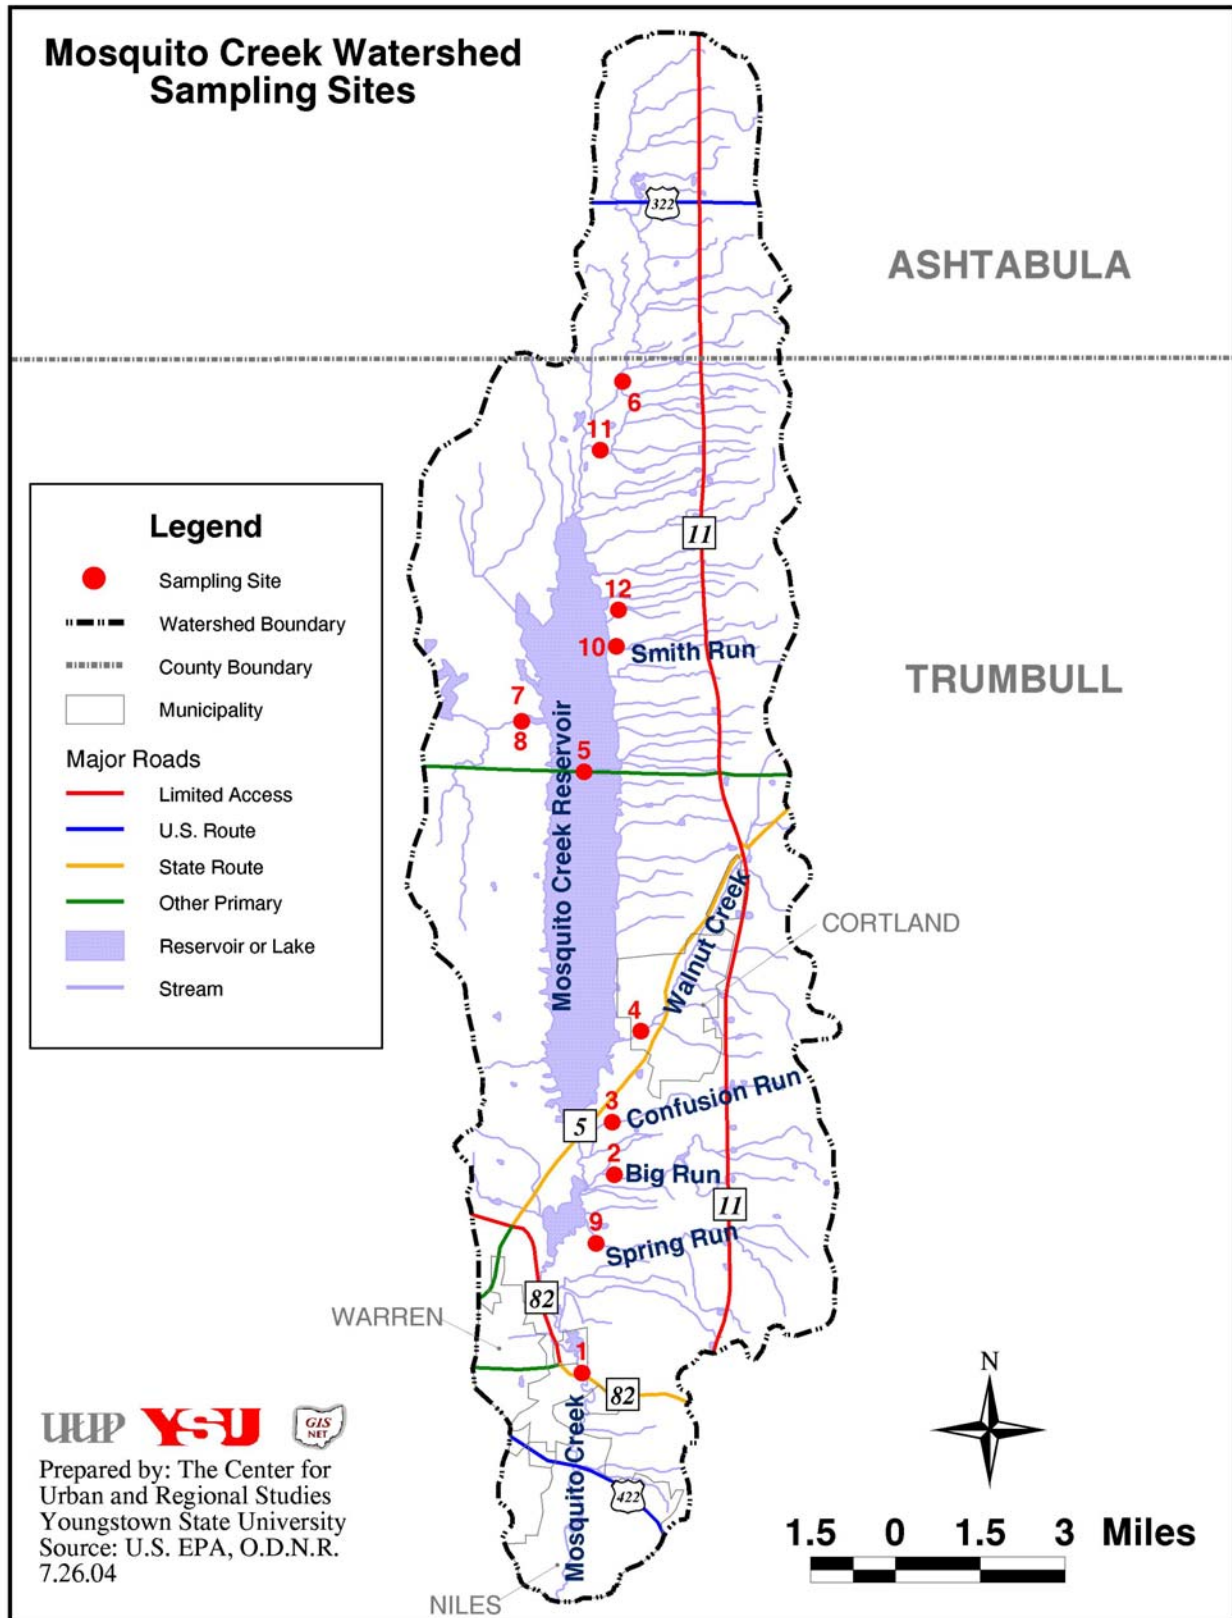 Mosquito Creek Watershed
Sampling Sites
322
ASHTABULA
6
11
11
12
10
Smith Run
TRUMBULL
7
8
5
Mosquito Creek Reservoir
Walnut Creek
CORTLAND
4
3
Confusion Run
5
2
Big Run
11
9
Spring Run
82
WARREN
1
82
Mosquito Creek
422
NILES
Legend
Sampling Site
Watershed Boundary
County Boundary
Municipality
Major Roads
Limited Access
U.S. Route
State Route
Other Primary
Reservoir or Lake
Stream
UUP YSU GIS
NET
Prepared by: The Center for
Urban and Regional Studies
Youngstown State University
Source: U.S. EPA, O.D.N.R.
7.26.04
N
1.5 0 1.5 3 Miles